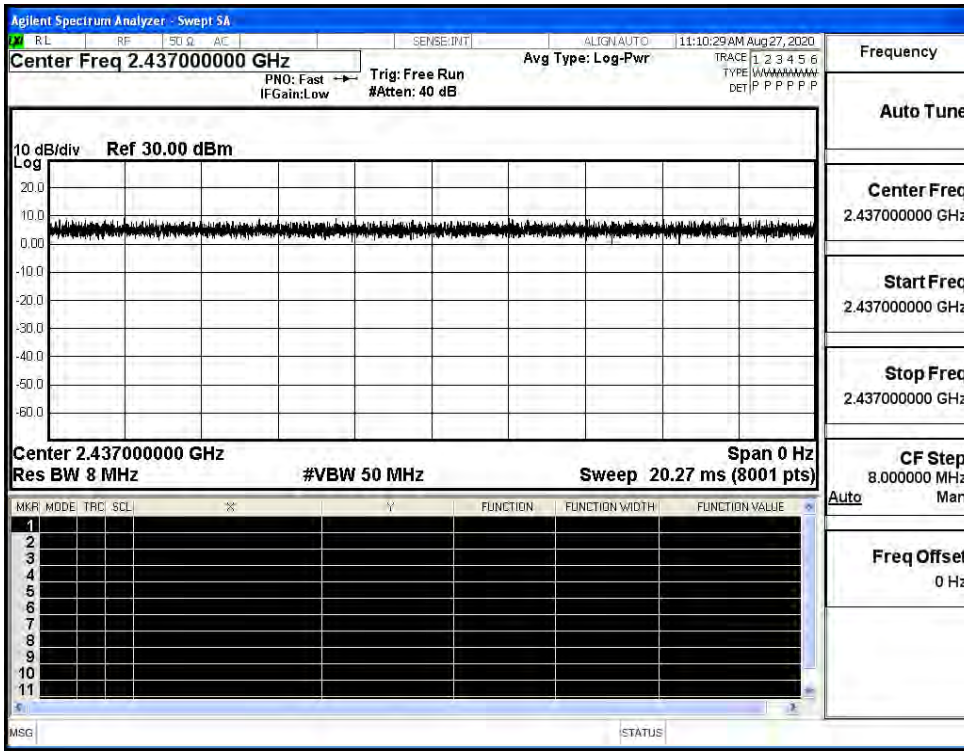 Agilent Spectrum Analyzer - Swept SA
LXI RL RF 50 Ω AC SENSE:INT ALIGN AUTO 11:10:29 AM Aug 27, 2020
Center Freq 2.437000000 GHz Avg Type: Log-Pwr TRACE 1 2 3 4 5 6
PNO: Fast Trig: Free Run TYPE WWWWWW
IFGain:Low #Atten: 40 dB DET P P P P P P
10 dB/div Ref 30.00 dBm
Log
20.0
10.0
0.00
-10.0
-20.0
-30.0
-40.0
-50.0
-60.0
Center 2.437000000 GHz Span 0 Hz
Res BW 8 MHz #VBW 50 MHz Sweep 20.27 ms (8001 pts)
MKR MODE TRC SCL X Y FUNCTION FUNCTION WIDTH FUNCTION VALUE
1
2
3
4
5
6
7
8
9
10
11
MSG STATUS
Frequency
Auto Tune
Center Freq
2.437000000 GHz
Start Freq
2.437000000 GHz
Stop Freq
2.437000000 GHz
CF Step
8.000000 MHz
Auto Man
Freq Offset
0 Hz